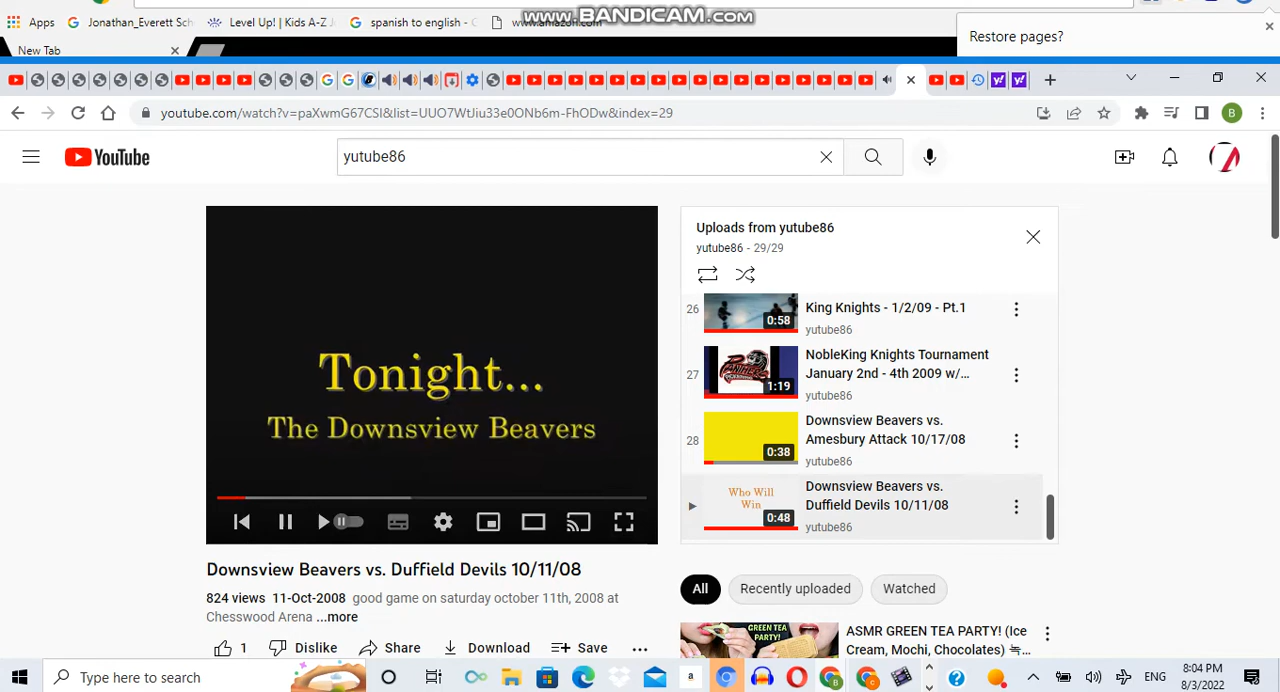 Apps
Jonathan_Everett Sch
Level Up! | Kids A-Z
spanish to english -
www.amazon.com
www.BANDICAM.com
New Tab
Restore pages?
youtube.com/watch?v=paXwmG67CSI&list=UUO7WtJiu33e0ONb6m-FhODw&index=29
B
YouTube
yutube86
Tonight...
The Downsview Beavers
Uploads from yutube86
yutube86 - 29/29
26
0:58
King Knights - 1/2/09 - Pt.1
yutube86
27
PANTHERS
1:19
NobleKing Knights Tournament
January 2nd - 4th 2009 w/...
yutube86
28
0:38
Downsview Beavers vs.
Amesbury Attack 10/17/08
yutube86
Who Will
Win
0:48
Downsview Beavers vs.
Duffield Devils 10/11/08
yutube86
Downsview Beavers vs. Duffield Devils 10/11/08
824 views 11-Oct-2008 good game on saturday october 11th, 2008 at
Chesswood Arena ...more
1
Dislike
Share
Download
Save
All
Recently uploaded
Watched
GREEN TEA
PARTY!
ASMR GREEN TEA PARTY! (Ice
Cream, Mochi, Chocolates) 녹...
Type here to search
ENG
8:04 PM
8/3/2022